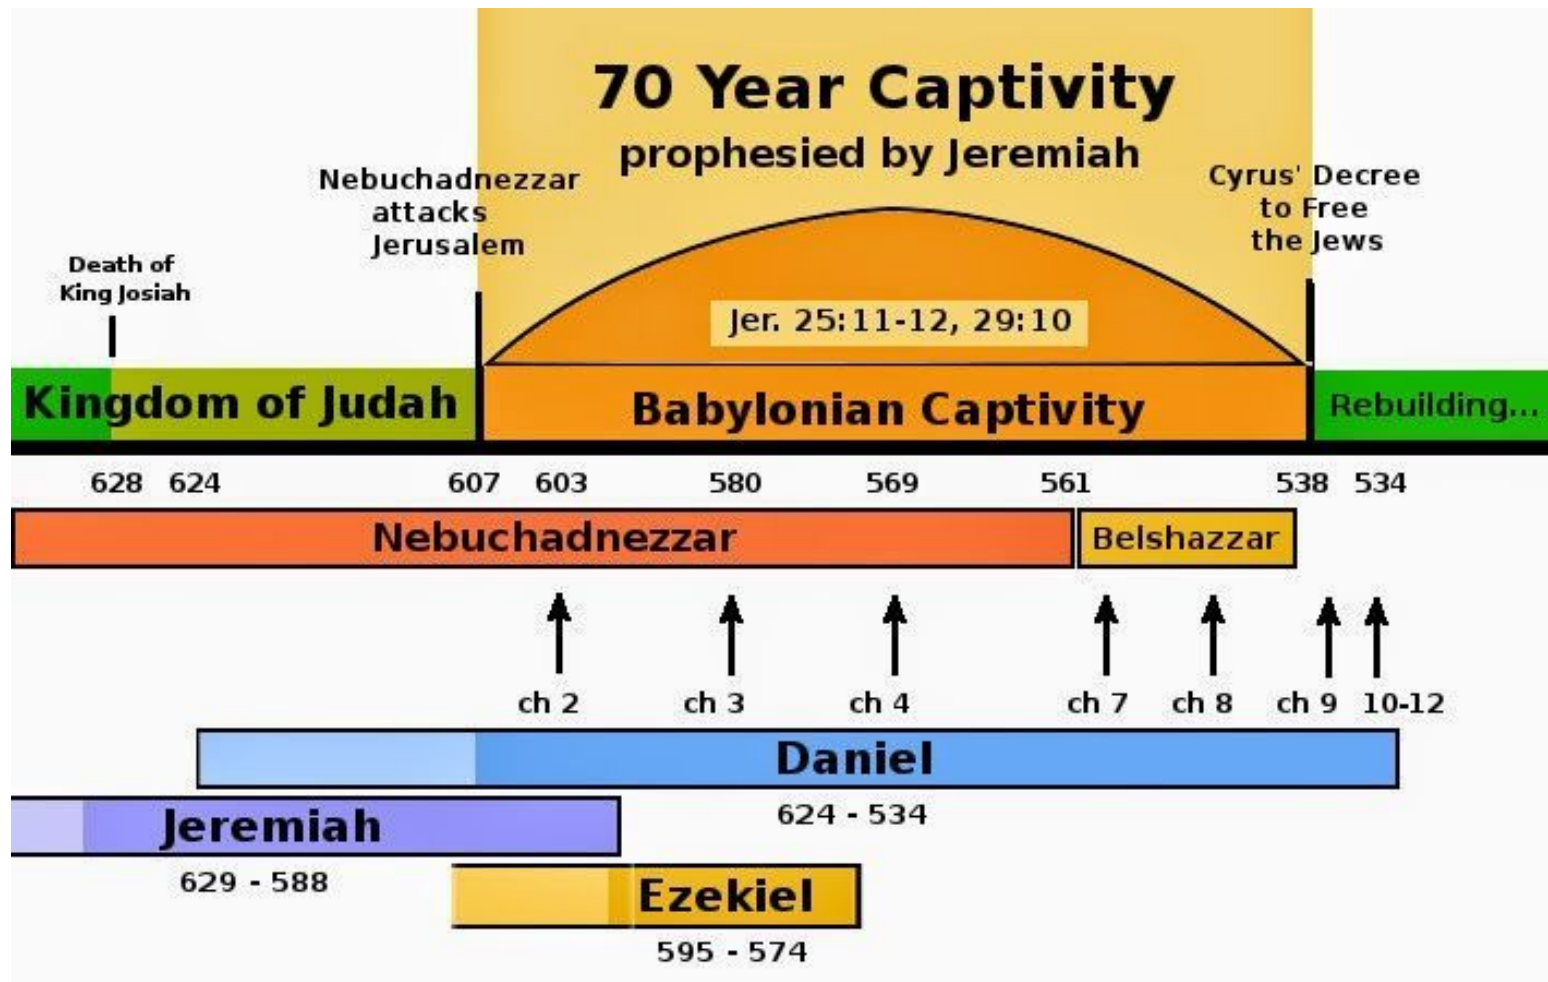 70 Year Captivity
prophesied by Jeremiah
Nebuchadnezzar
attacks
Jerusalem
Cyrus' Decree
to Free
the Jews
Death of
King Josiah
Jer. 25:11-12, 29:10
Kingdom of Judah
Babylonian Captivity
Rebuilding...
628 624 607 603 580 569 561 538 534
Nebuchadnezzar
Belshazzar
ch 2 ch 3 ch 4 ch 7 ch 8 ch 9 10-12
Daniel
624 - 534
Jeremiah
629 - 588
Ezekiel
595 - 574